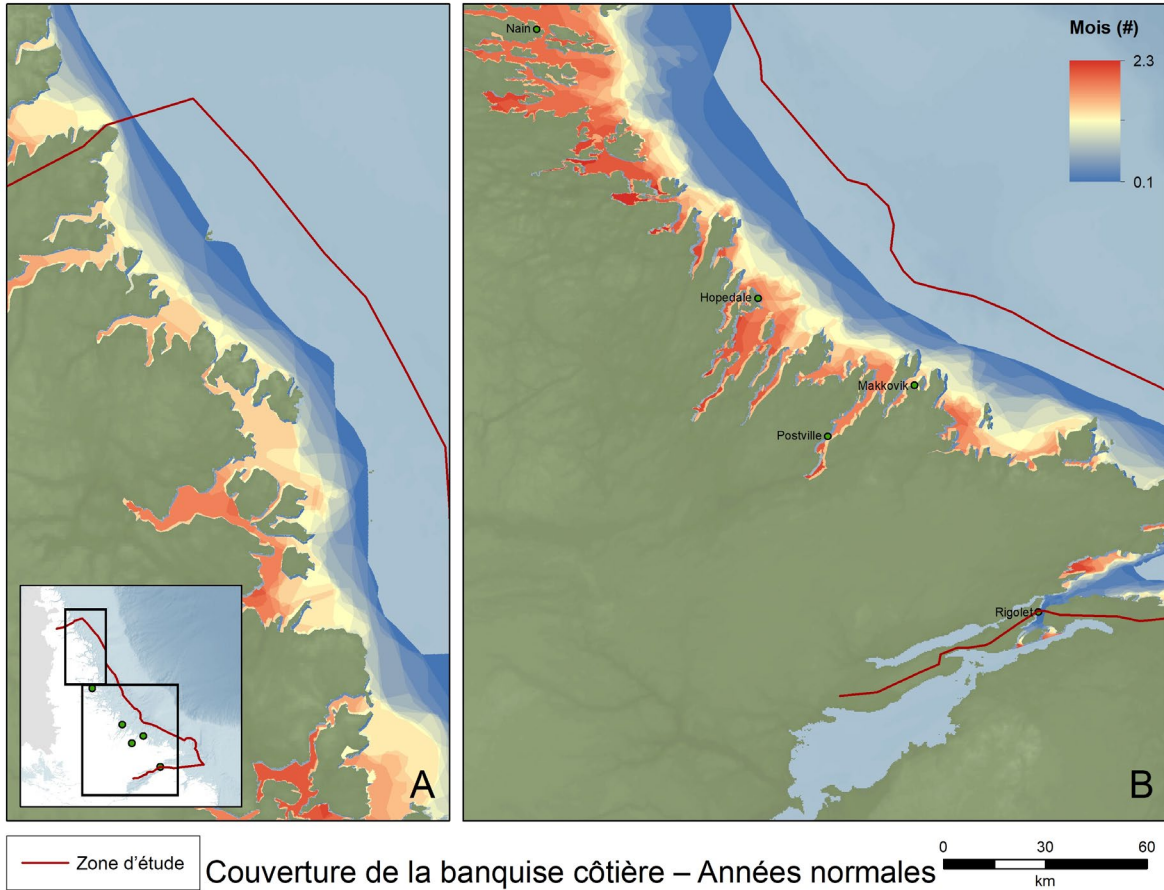 Nain
Mois (#)
2.3
0.1
Hopedale
Makkovik
Postville
Rigolet
A
B
Zone d'étude
Couverture de la banquise côtière – Années normales
0 30 60
km